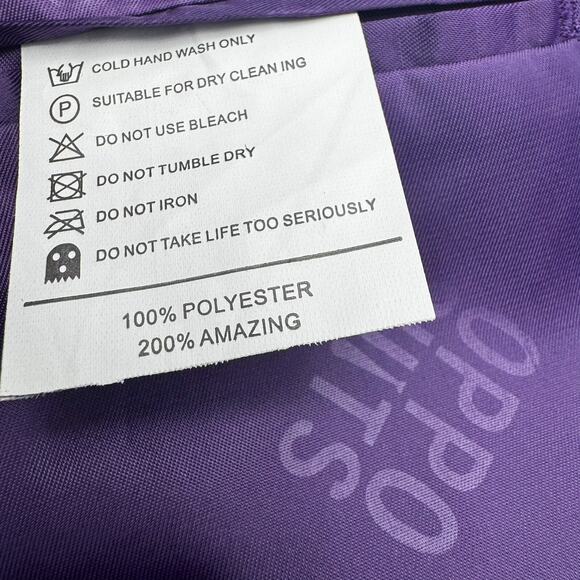 COLD HAND WASH ONLY
P
SUITABLE FOR DRY CLEAN ING
DO NOT USE BLEACH
DO NOT TUMBLE DRY
DO NOT IRON
DO NOT TAKE LIFE TOO SERIOUSLY
100% POLYESTER
200% AMAZING
OPPO